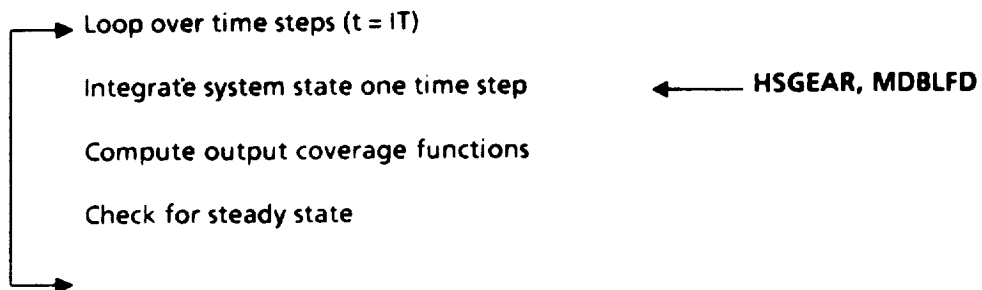 Loop over time steps (t = IT)
Integrate system state one time step HSGEAR, MDBLFD
Compute output coverage functions
Check for steady state